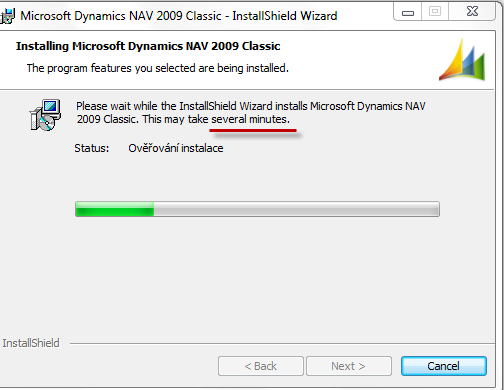 Microsoft Dynamics NAV 2009 Classic - InstallShield Wizard
Installing Microsoft Dynamics NAV 2009 Classic
The program features you selected are being installed.
Please wait while the InstallShield Wizard installs Microsoft Dynamics NAV
2009 Classic. This may take several minutes.
Status: Ověřování instalace
InstallShield
< Back Next > Cancel